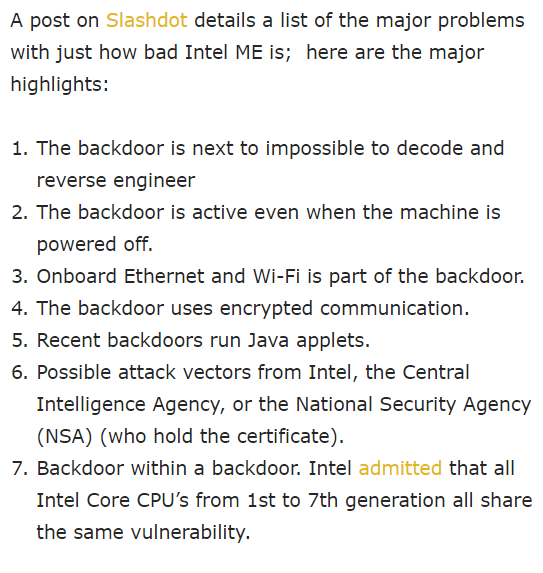 A post on Slashdot details a list of the major problems
with just how bad Intel ME is;  here are the major
highlights:
1. The backdoor is next to impossible to decode and
reverse engineer
2. The backdoor is active even when the machine is
powered off.
3. Onboard Ethernet and Wi-Fi is part of the backdoor.
4. The backdoor uses encrypted communication.
5. Recent backdoors run Java applets.
6. Possible attack vectors from Intel, the Central
Intelligence Agency, or the National Security Agency
(NSA) (who hold the certificate).
7. Backdoor within a backdoor. Intel admitted that all
Intel Core CPU’s from 1st to 7th generation all share
the same vulnerability.